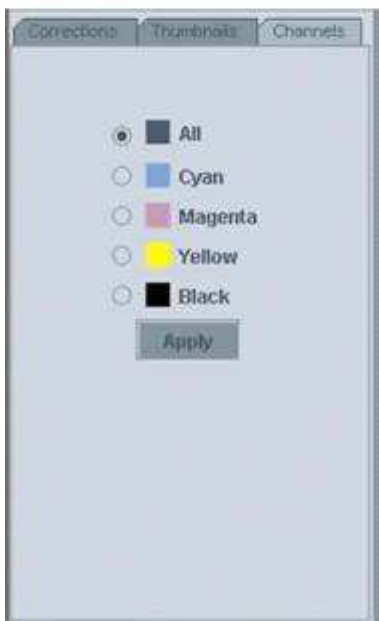 Corrections Thumbnails Channels
All
Cyan
Magenta
Yellow
Black
Apply